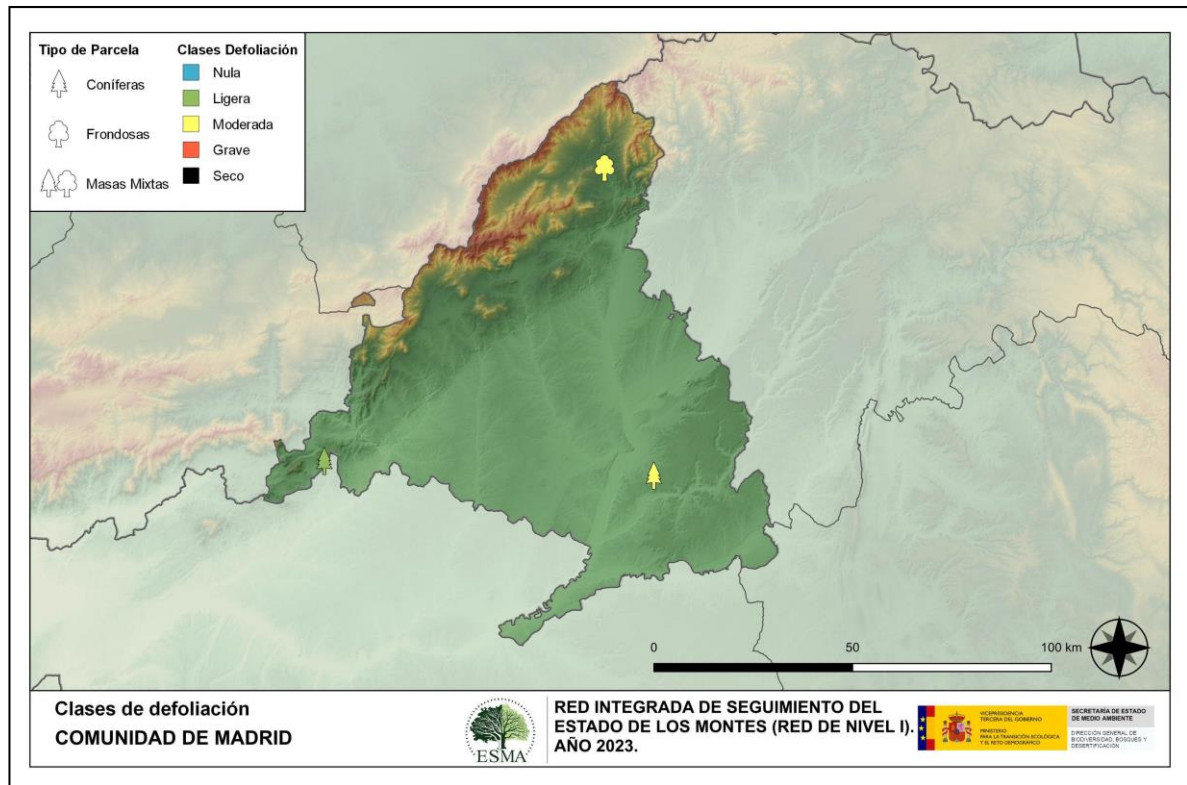 Tipo de Parcela
Coníferas
Frondosas
Masas Mixtas
Clases Defoliación
Nula
Ligera
Moderada
Grave
Seco
0
50
100 km
Clases de defoliación
COMUNIDAD DE MADRID
ESMA
RED INTEGRADA DE SEGUIMIENTO DEL
ESTADO DE LOS MONTES (RED DE NIVEL I).
AÑO 2023.
VICEPRESIDENCIA
TERCERA DEL GOBIERNO
MINISTERIO
PARA LA TRANSICIÓN ECOLÓGICA
Y EL RETO DEMOGRÁFICO
SECRETARÍA DE ESTADO
DE MEDIO AMBIENTE
DIRECCIÓN GENERAL DE
BIODIVERSIDAD, BOSQUES Y
DESERTIFICACIÓN